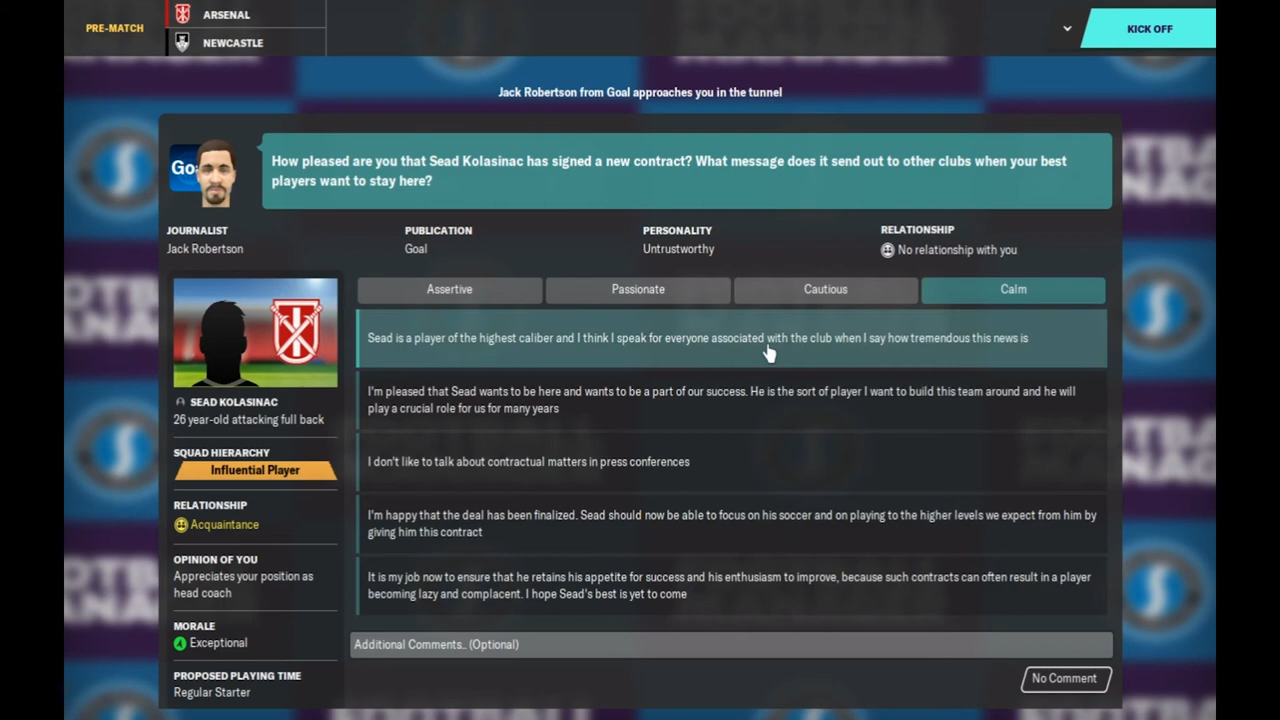 PRE-MATCH
ARSENAL
NEWCASTLE
KICK OFF
Jack Robertson from Goal approaches you in the tunnel
Go
How pleased are you that Sead Kolasinac has signed a new contract? What message does it send out to other clubs when your best
players want to stay here?
JOURNALIST
Jack Robertson
PUBLICATION
Goal
PERSONALITY
Untrustworthy
RELATIONSHIP
No relationship with you
Assertive
Passionate
Cautious
Calm
Sead is a player of the highest caliber and I think I speak for everyone associated with the club when I say how tremendous this news is
I'm pleased that Sead wants to be here and wants to be a part of our success. He is the sort of player I want to build this team around and he will
play a crucial role for us for many years
I don't like to talk about contractual matters in press conferences
I'm happy that the deal has been finalized. Sead should now be able to focus on his soccer and on playing to the higher levels we expect from him by
giving him this contract
It is my job now to ensure that he retains his appetite for success and his enthusiasm to improve, because such contracts can often result in a player
becoming lazy and complacent. I hope Sead's best is yet to come
SEAD KOLASINAC
26 year-old attacking full back
SQUAD HIERARCHY
Influential Player
RELATIONSHIP
Acquaintance
OPINION OF YOU
Appreciates your position as
head coach
MORALE
Exceptional
PROPOSED PLAYING TIME
Regular Starter
Additional Comments.. (Optional)
No Comment